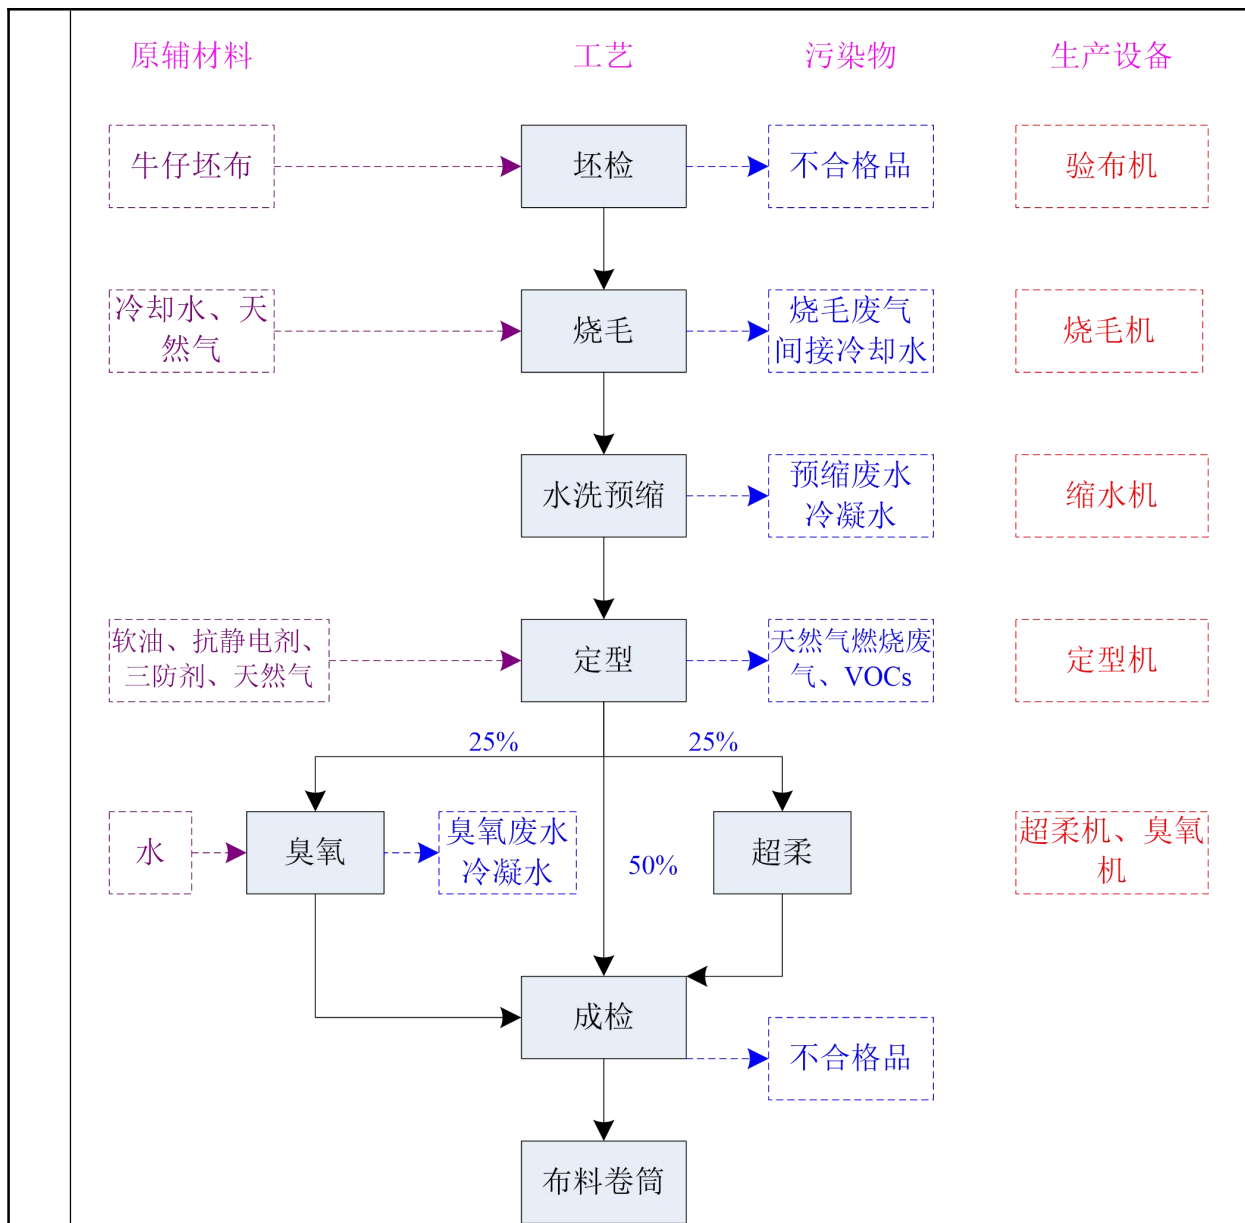 原辅材料
工艺
污染物
生产设备
牛仔坯布
坯检
不合格品
验布机
冷却水、天
然气
烧毛
烧毛废气
间接冷却水
烧毛机
水洗预缩
预缩废水
冷凝水
缩水机
软油、抗静电剂、
三防剂、天然气
定型
天然气燃烧废
气、VOCs
定型机
25%
25%
水
臭氧
臭氧废水
冷凝水
50%
超柔
超柔机、臭氧
机
成检
不合格品
布料卷筒